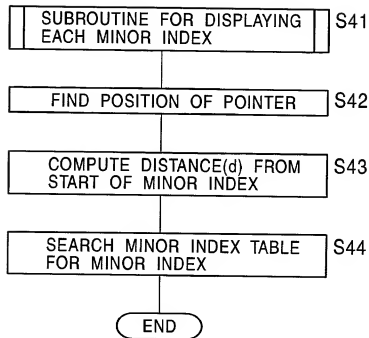 SUBROUTINE FOR DISPLAYING S41
EACH MINOR INDEX
FIND POSITION OF POINTER S42
COMPUTE DISTANCE(d) FROM S43
START OF MINOR INDEX
SEARCH MINOR INDEX TABLE S44
FOR MINOR INDEX
END